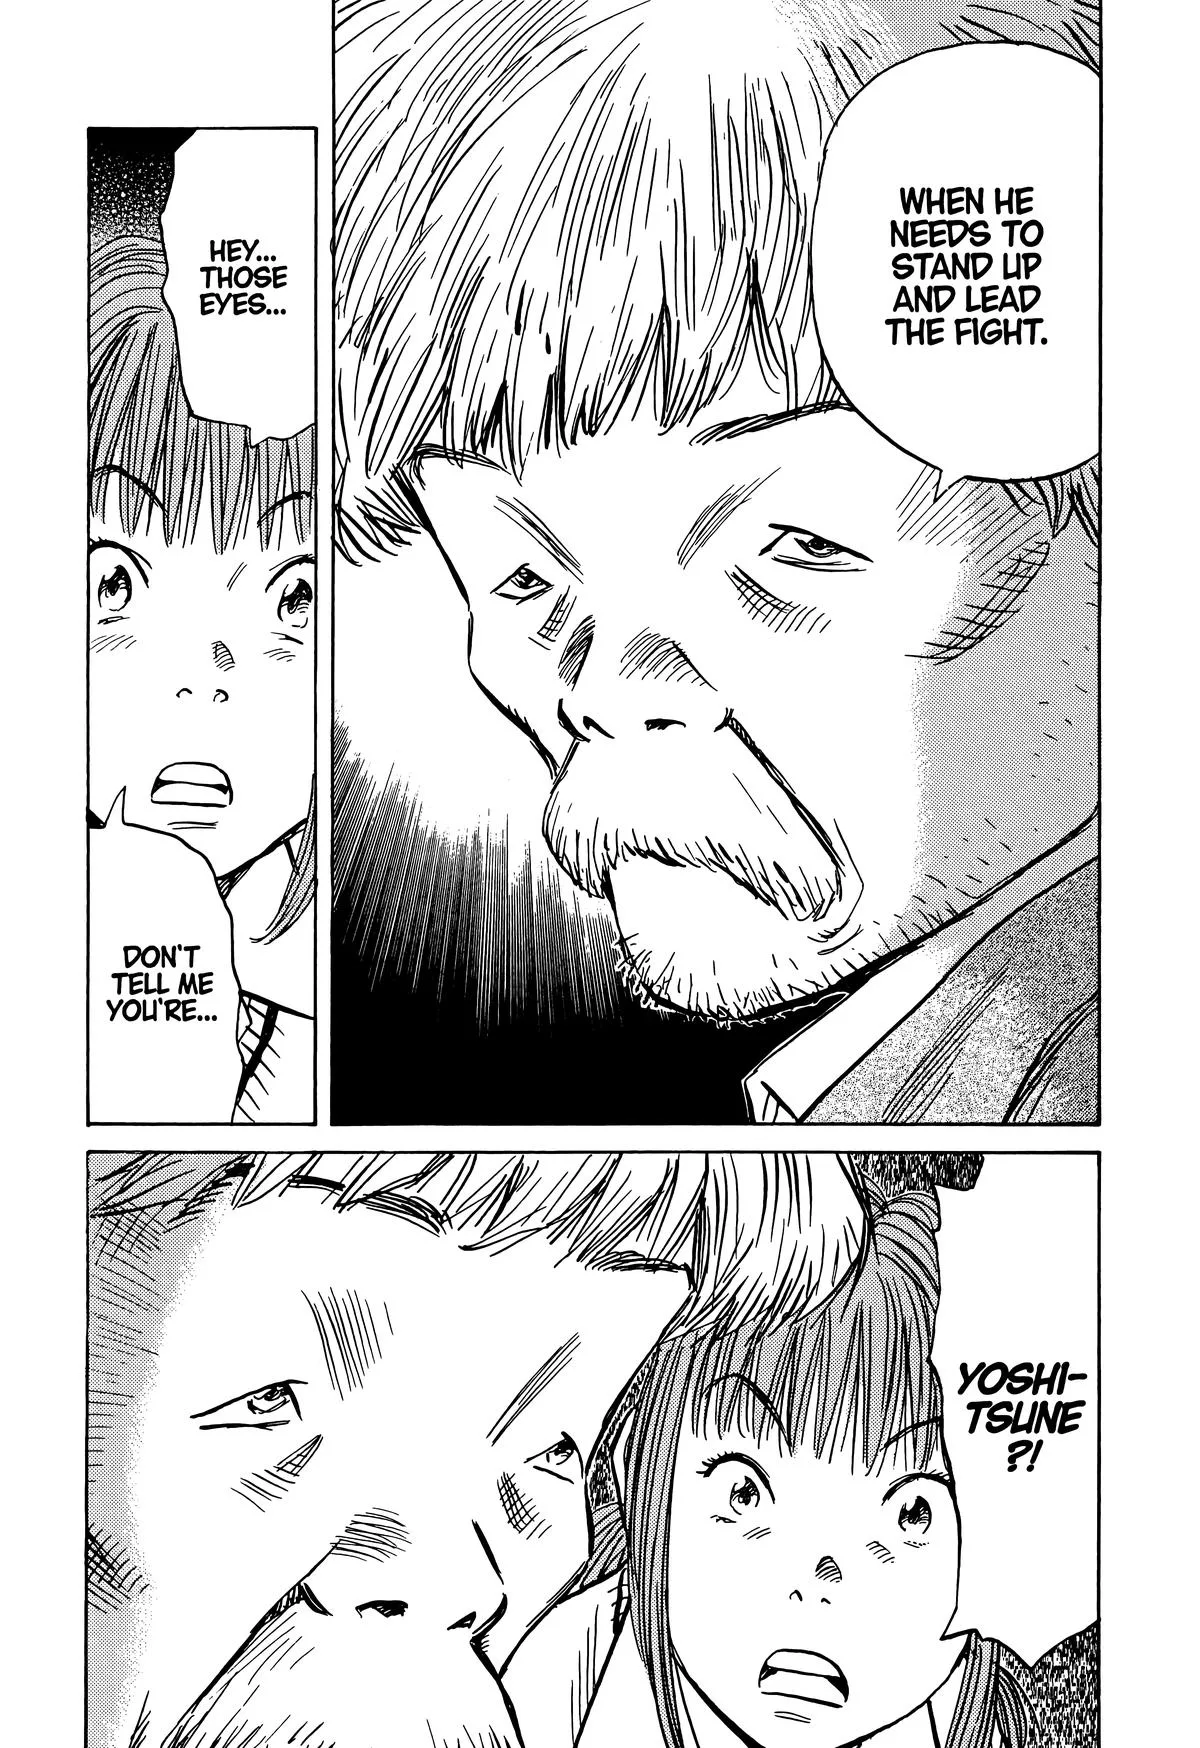 WHEN HE
NEEDS TO
STAND UP
AND LEAD
THE FIGHT.
HEY...
THOSE
EYES...
DON'T
TELL ME
YOU'RE...
YOSHI-
TSUNE
?!